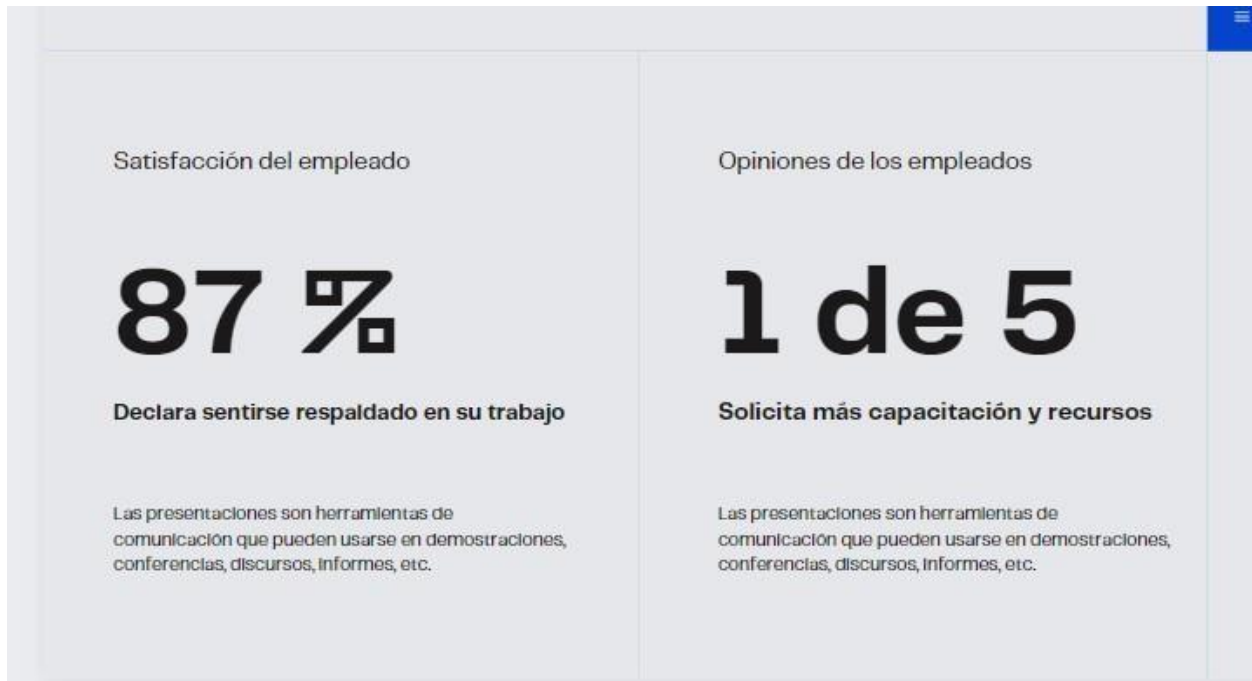 Satisfacción del empleado
87 %
Declara sentirse respaldado en su trabajo
Las presentaciones son herramientas de
comunicación que pueden usarse en demostraciones,
conferencias, discursos, informes, etc.
Opiniones de los empleados
1 de 5
Solicita más capacitación y recursos
Las presentaciones son herramientas de
comunicación que pueden usarse en demostraciones,
conferencias, discursos, informes, etc.